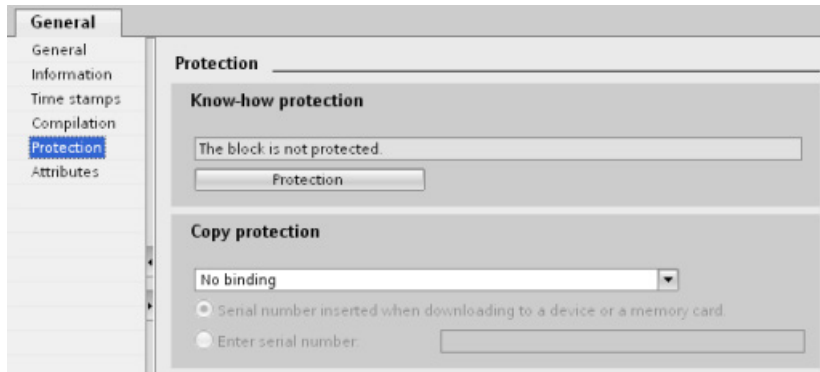 General
General
Information
Time stamps
Compilation
Protection
Attributes
Protection
Know-how protection
The block is not protected.
Protection
Copy protection
No binding
Serial number inserted when downloading to a device or a memory card.
Enter serial number: